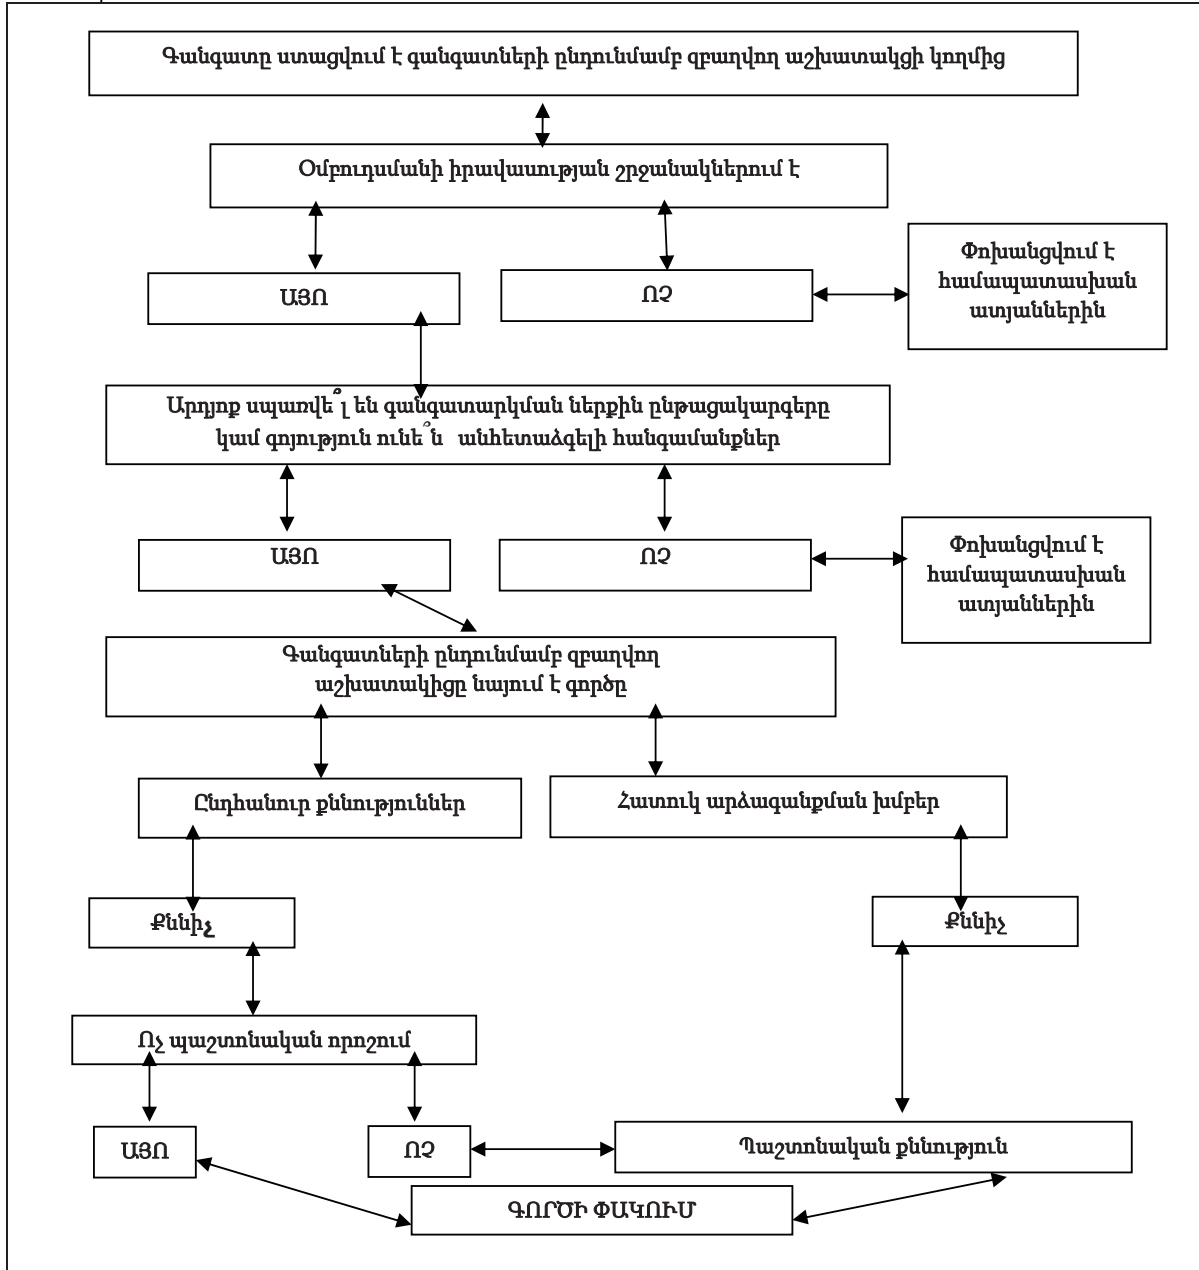 Գանգատը ստացվում է գանգատների ընդունմամբ զբաղվող աշխատակցի կողմից
Օմբուդսմանի իրավասության շրջանակներում է
ԱՅՈ
ՈՉ
Փոխանցվում է
համապատասխան
ատյաններին
Արդյոք սպառվե՞լ են գանգատարկման ներքին ընթացակարգերը
կամ գոյություն ունե՞ն անհետաձգելի հանգամանքներ
ԱՅՈ
ՈՉ
Փոխանցվում է
համապատասխան
ատյաններին
Գանգատների ընդունմամբ զբաղվող
աշխատակիցը նայում է գործը
Ընդհանուր քննություններ
Հատուկ արձագանքման խմբեր
Քննիչ
Քննիչ
Ոչ պաշտոնական որոշում
ԱՅՈ
ՈՉ
Պաշտոնական քննություն
ԳՈՐԾԻ ՓԱԿՈՒՄ